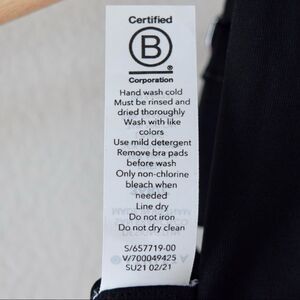 Certified
B
®
Corporation
Hand wash cold
Must be rinsed and
dried thoroughly
Wash with like
colors
Use mild detergent
Remove bra pads
before wash
Only non-chlorine
bleach when
needed
Line dry
Do not iron
Do not dry clean
S/657719-00
V/700049425
SU21 02/21